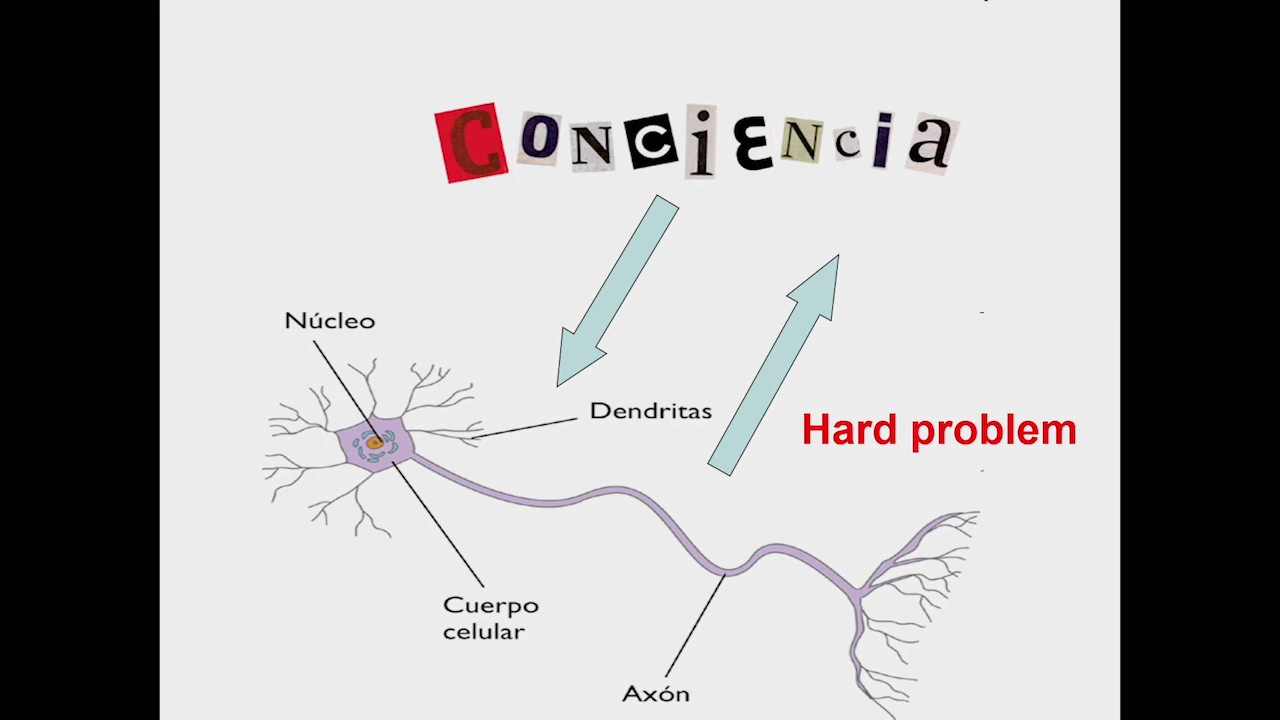 CONCiENciA
Núcleo
Dendritas
Hard problem
Cuerpo
celular
Axón